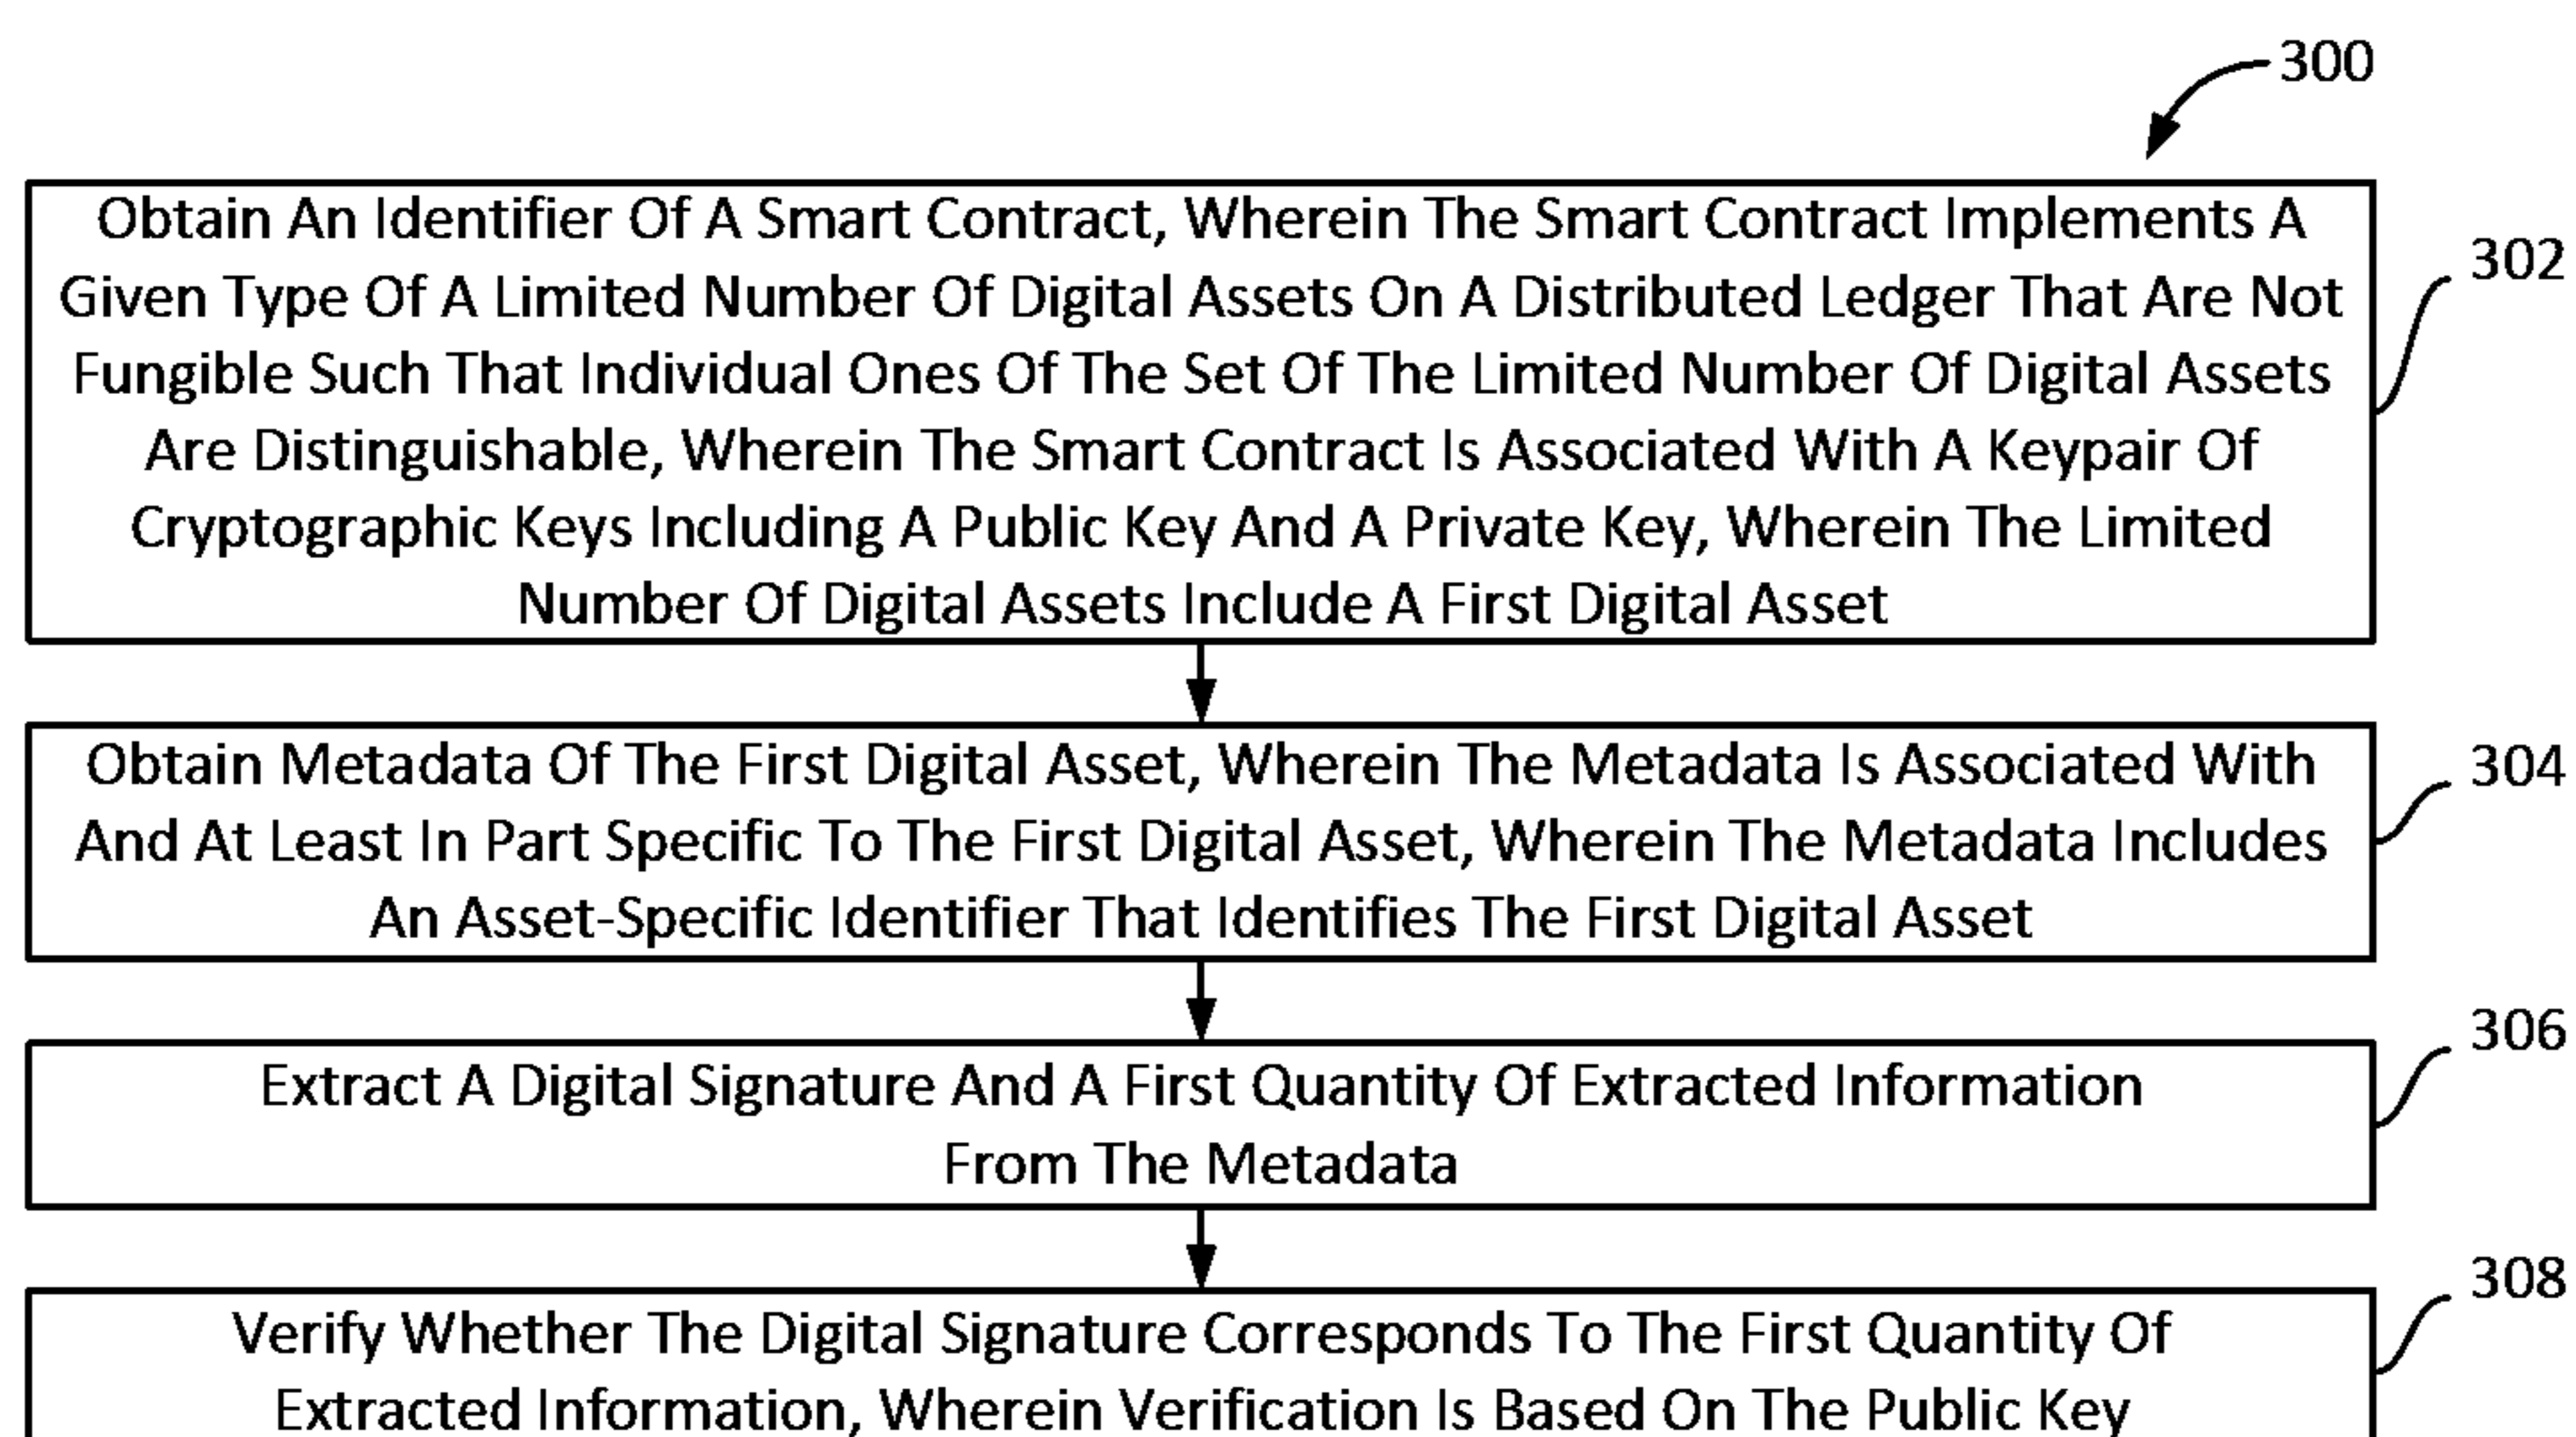 300
Obtain An Identifier Of A Smart Contract, Wherein The Smart Contract Implements A
Given Type Of A Limited Number Of Digital Assets On A Distributed Ledger That Are Not
Fungible Such That Individual Ones Of The Set Of The Limited Number Of Digital Assets
Are Distinguishable, Wherein The Smart Contract Is Associated With A Keypair Of
Cryptographic Keys Including A Public Key And A Private Key, Wherein The Limited
Number Of Digital Assets Include A First Digital Asset
302
Obtain Metadata Of The First Digital Asset, Wherein The Metadata Is Associated With
And At Least In Part Specific To The First Digital Asset, Wherein The Metadata Includes
An Asset-Specific Identifier That Identifies The First Digital Asset
304
Extract A Digital Signature And A First Quantity Of Extracted Information
From The Metadata
306
Verify Whether The Digital Signature Corresponds To The First Quantity Of
Extracted Information, Wherein Verification Is Based On The Public Key
308